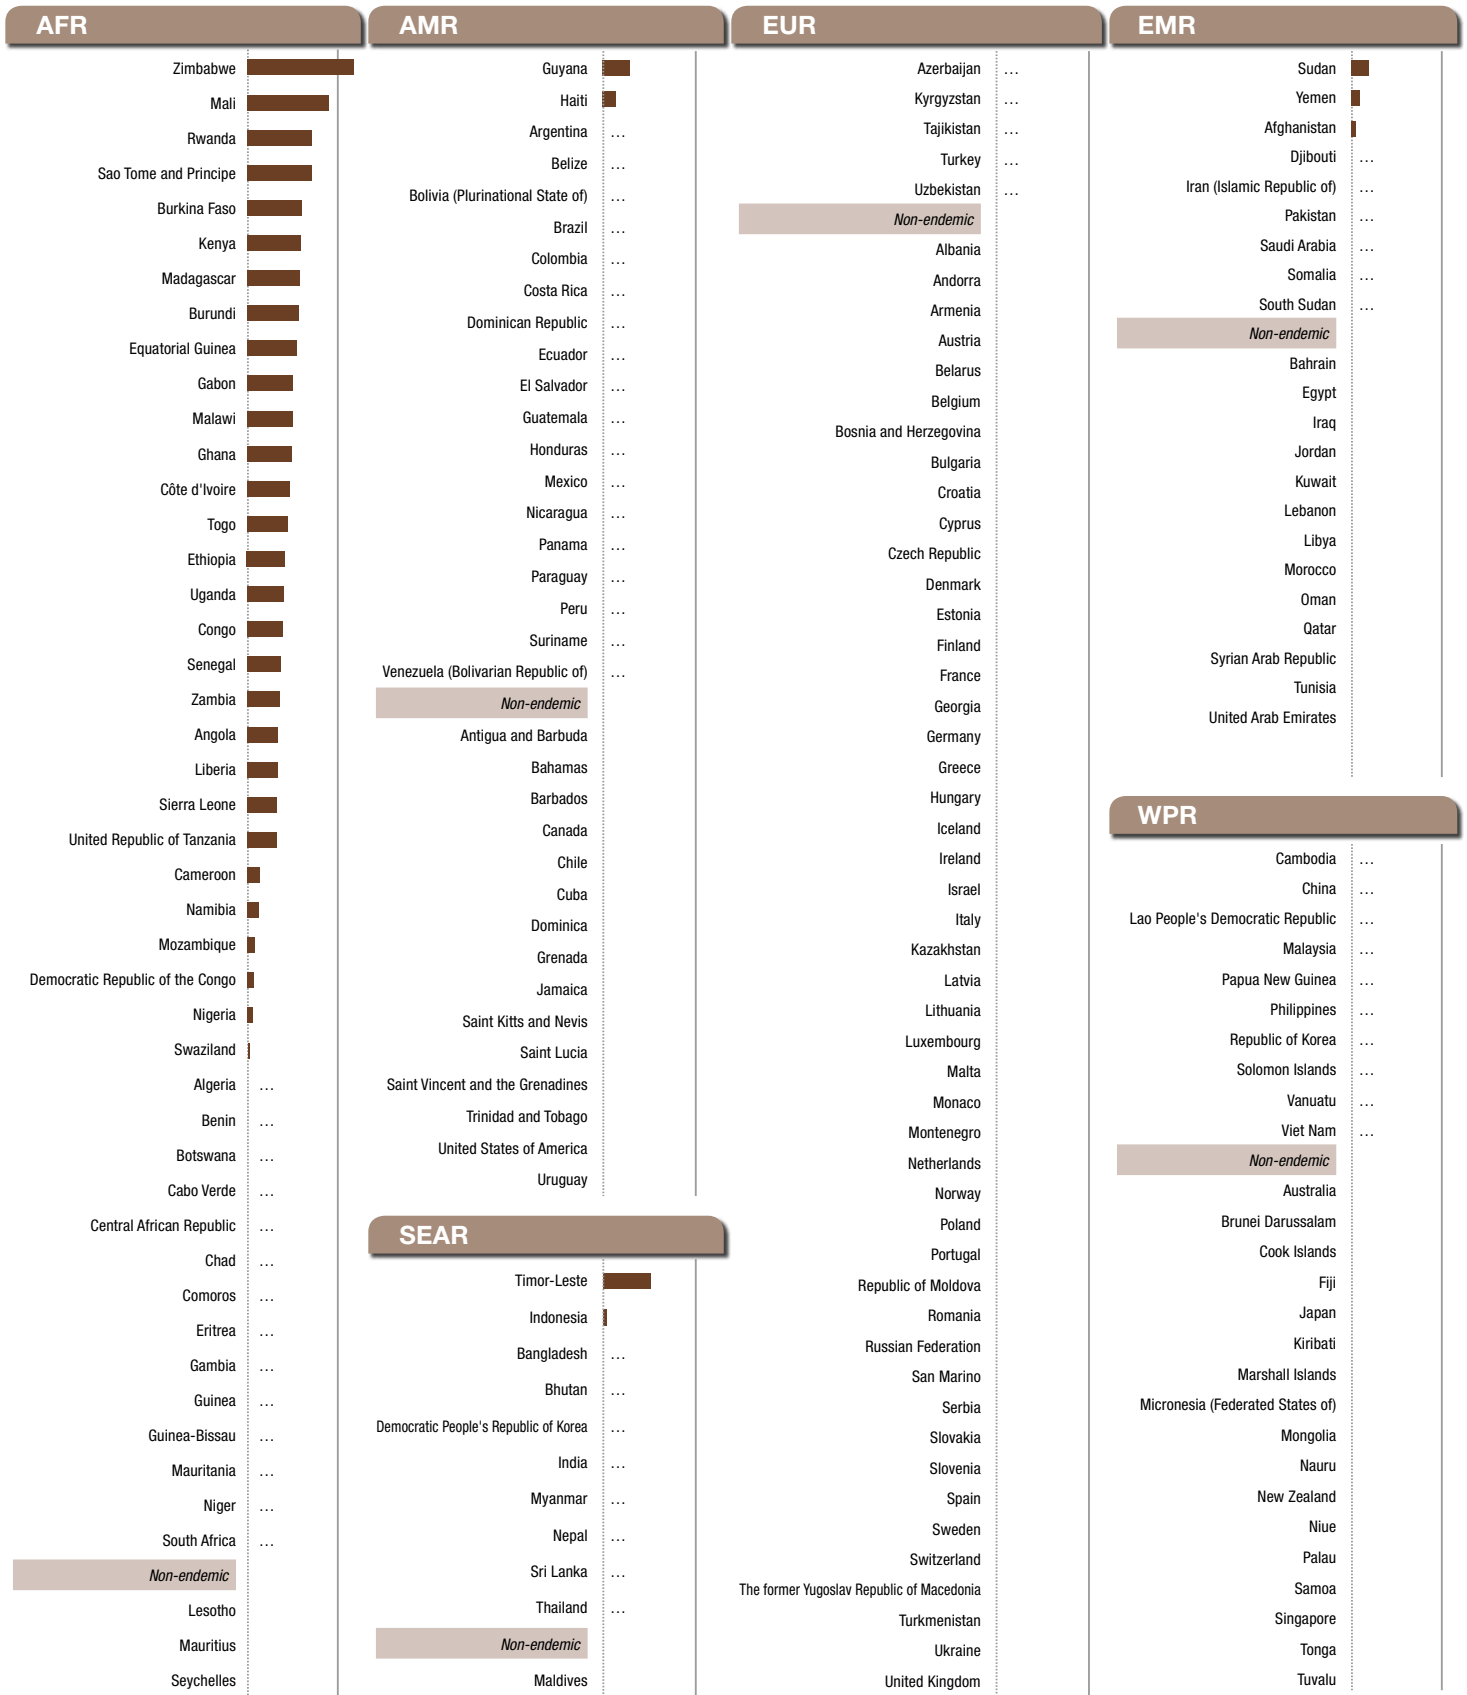 AFR
Zimbabwe
Mali
Rwanda
Sao Tome and Principe
Burkina Faso
Kenya
Madagascar
Burundi
Equatorial Guinea
Gabon
Malawi
Ghana
Côte d'Ivoire
Togo
Ethiopia
Uganda
Congo
Senegal
Zambia
Angola
Liberia
Sierra Leone
United Republic of Tanzania
Cameroon
Namibia
Mozambique
Democratic Republic of the Congo
Nigeria
Swaziland
Algeria ...
Benin ...
Botswana ...
Cabo Verde ...
Central African Republic ...
Chad ...
Comoros ...
Eritrea ...
Gambia ...
Guinea ...
Guinea-Bissau ...
Mauritania ...
Niger ...
South Africa ...
Non-endemic
Lesotho
Mauritius
Seychelles
AMR
Guyana
Haiti
Argentina ...
Belize ...
Bolivia (Plurinational State of) ...
Brazil ...
Colombia ...
Costa Rica ...
Dominican Republic ...
Ecuador ...
El Salvador ...
Guatemala ...
Honduras ...
Mexico ...
Nicaragua ...
Panama ...
Paraguay ...
Peru ...
Suriname ...
Venezuela (Bolivarian Republic of) ...
Non-endemic
Antigua and Barbuda
Bahamas
Barbados
Canada
Chile
Cuba
Dominica
Grenada
Jamaica
Saint Kitts and Nevis
Saint Lucia
Saint Vincent and the Grenadines
Trinidad and Tobago
United States of America
Uruguay
SEAR
Timor-Leste
Indonesia
Bangladesh ...
Bhutan ...
Democratic People's Republic of Korea ...
India ...
Myanmar ...
Nepal ...
Sri Lanka ...
Thailand ...
Non-endemic
Maldives
EUR
Azerbaijan ...
Kyrgyzstan ...
Tajikistan ...
Turkey ...
Uzbekistan ...
Non-endemic
Albania
Andorra
Armenia
Austria
Belarus
Belgium
Bosnia and Herzegovina
Bulgaria
Croatia
Cyprus
Czech Republic
Denmark
Estonia
Finland
France
Georgia
Germany
Greece
Hungary
Iceland
Ireland
Israel
Italy
Kazakhstan
Latvia
Lithuania
Luxembourg
Malta
Monaco
Montenegro
Netherlands
Norway
Poland
Portugal
Republic of Moldova
Romania
Russian Federation
San Marino
Serbia
Slovakia
Slovenia
Spain
Sweden
Switzerland
The former Yugoslav Republic of Macedonia
Turkmenistan
Ukraine
United Kingdom
EMR
Sudan
Yemen
Afghanistan
Djibouti ...
Iran (Islamic Republic of) ...
Pakistan ...
Saudi Arabia ...
Somalia ...
South Sudan ...
Non-endemic
Bahrain
Egypt
Iraq
Jordan
Kuwait
Lebanon
Libya
Morocco
Oman
Qatar
Syrian Arab Republic
Tunisia
United Arab Emirates
WPR
Cambodia ...
China ...
Lao People's Democratic Republic ...
Malaysia ...
Papua New Guinea ...
Philippines ...
Republic of Korea ...
Solomon Islands ...
Vanuatu ...
Viet Nam ...
Non-endemic
Australia
Brunei Darussalam
Cook Islands
Fiji
Japan
Kiribati
Marshall Islands
Micronesia (Federated States of)
Mongolia
Nauru
New Zealand
Niue
Palau
Samoa
Singapore
Tonga
Tuvalu